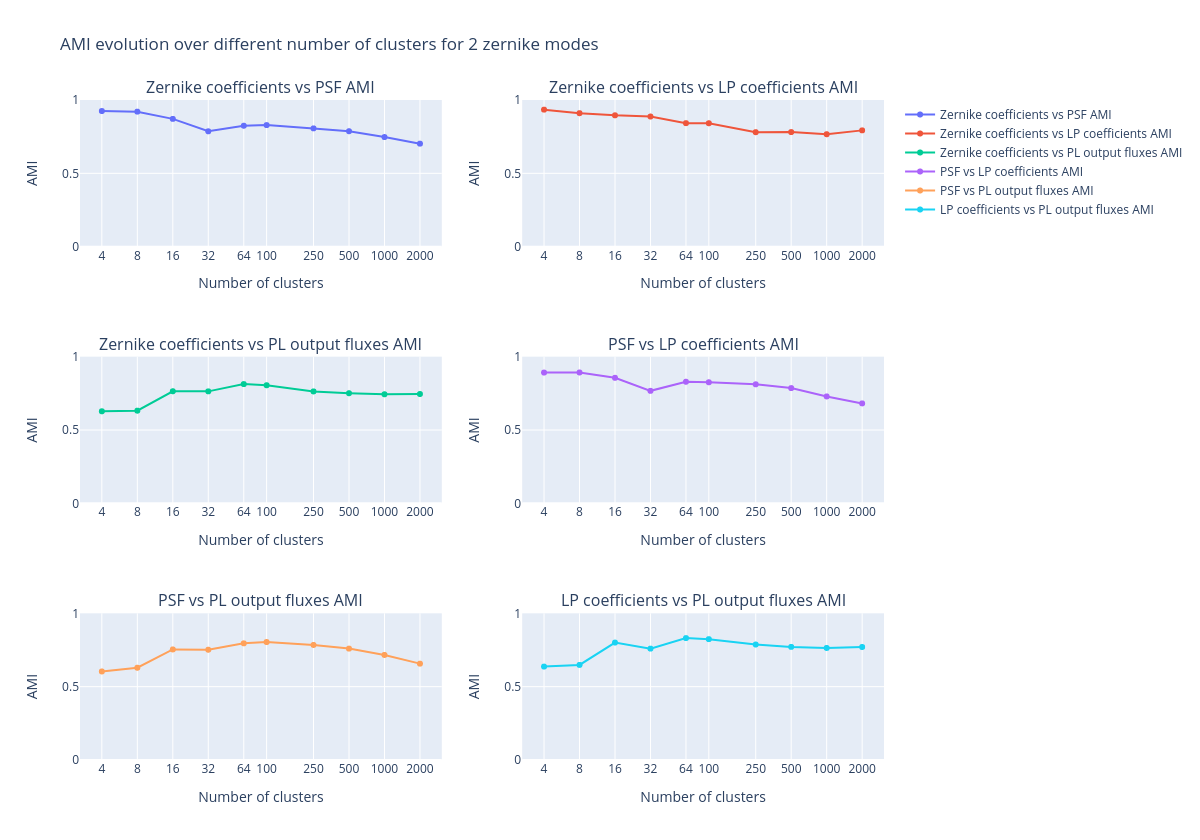 AMI evolution over different number of clusters for 2 zernike modes
Zernike coefficients vs PSF AMI
1
0.5
0
AMI
4 8 16 32 64 100 250 500 1000 2000
Number of clusters
Zernike coefficients vs LP coefficients AMI
1
0.5
0
AMI
4 8 16 32 64 100 250 500 1000 2000
Number of clusters
Zernike coefficients vs PSF AMI
Zernike coefficients vs LP coefficients AMI
Zernike coefficients vs PL output fluxes AMI
PSF vs LP coefficients AMI
PSF vs PL output fluxes AMI
LP coefficients vs PL output fluxes AMI
Zernike coefficients vs PL output fluxes AMI
1
0.5
0
AMI
4 8 16 32 64 100 250 500 1000 2000
Number of clusters
PSF vs LP coefficients AMI
1
0.5
0
AMI
4 8 16 32 64 100 250 500 1000 2000
Number of clusters
PSF vs PL output fluxes AMI
1
0.5
0
AMI
4 8 16 32 64 100 250 500 1000 2000
Number of clusters
LP coefficients vs PL output fluxes AMI
1
0.5
0
AMI
4 8 16 32 64 100 250 500 1000 2000
Number of clusters